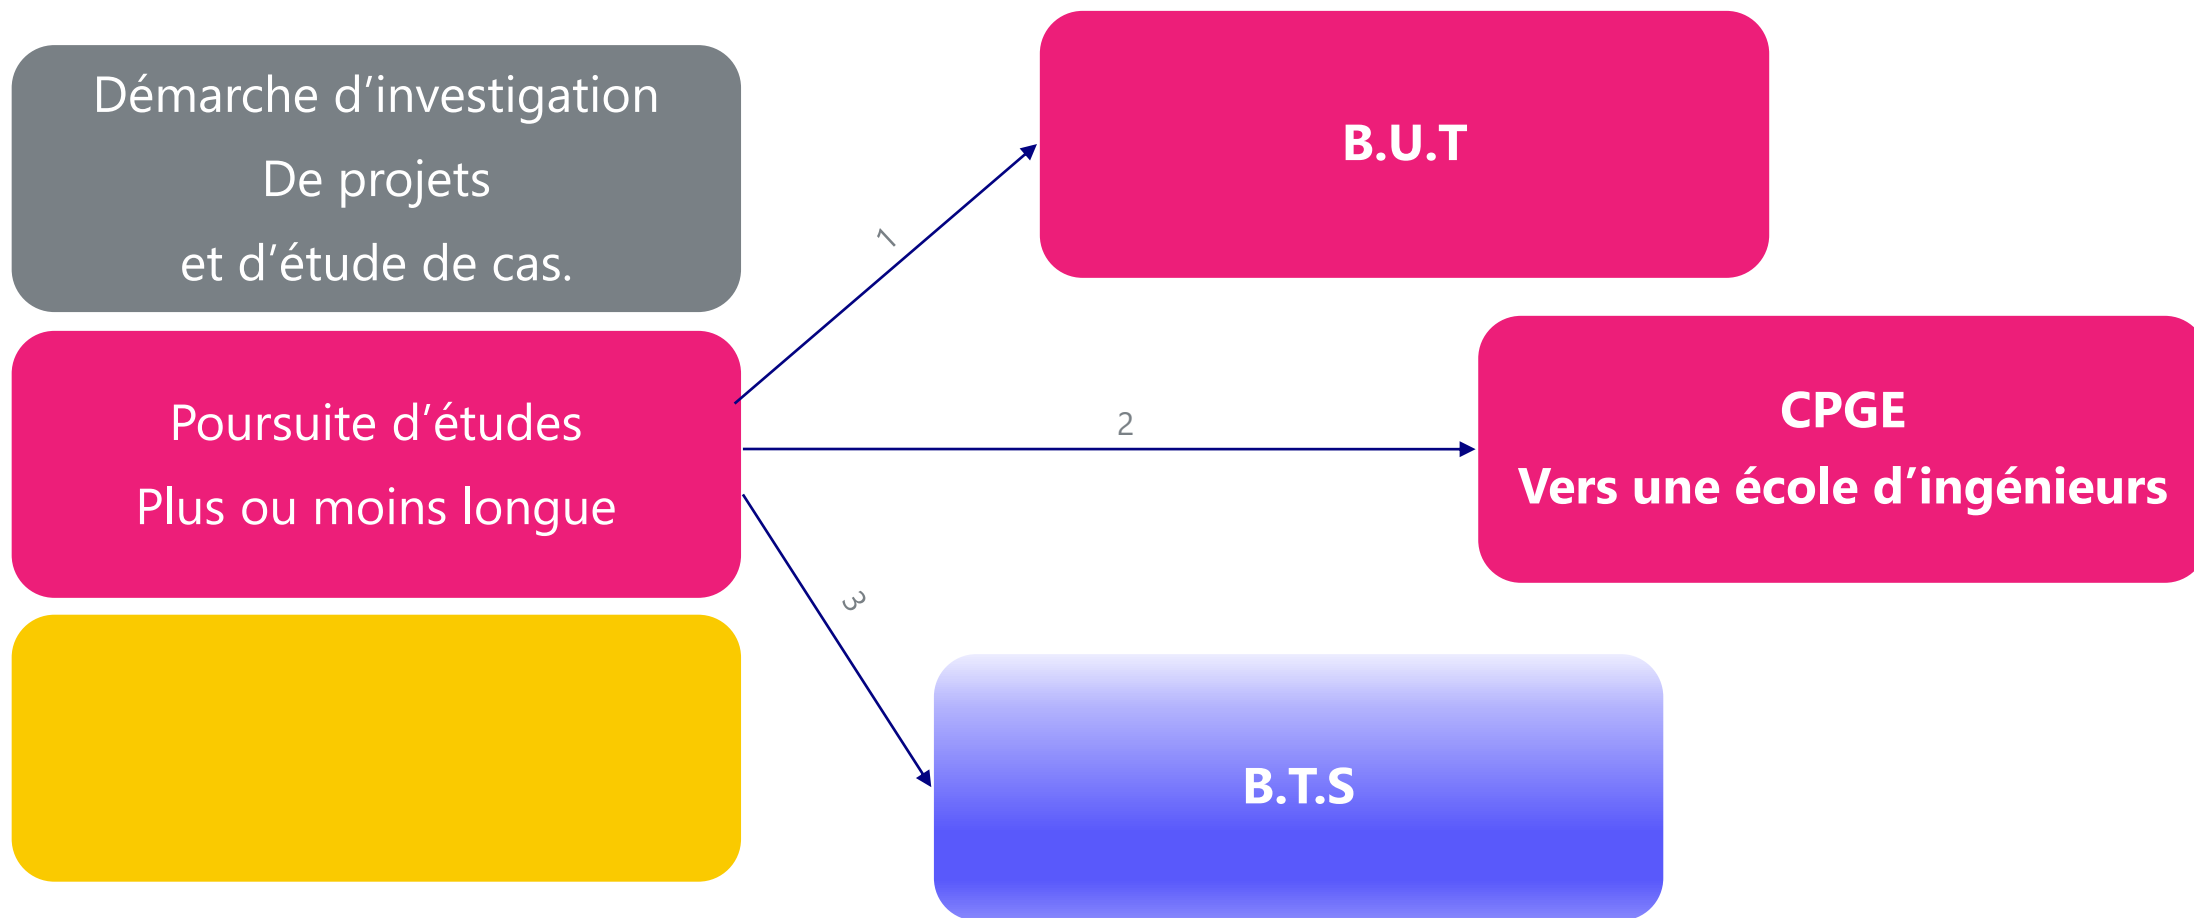 Démarche d’investigation
De projets
et d’étude de cas.
Poursuite d’études
Plus ou moins longue
1
B.U.T
2
CPGE
Vers une école d’ingénieurs
3
B.T.S